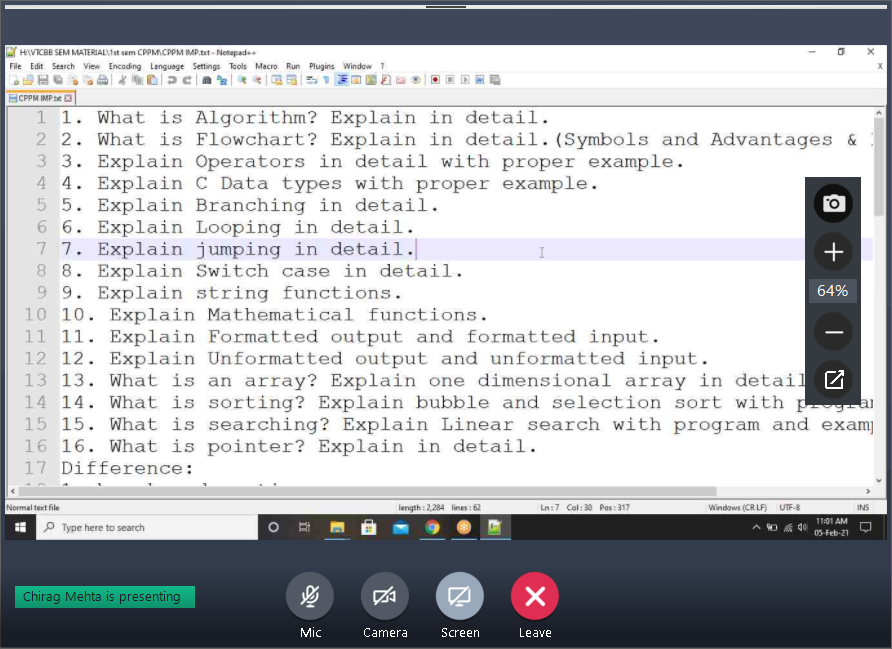 H:\VTCBB SEM MATERIAL\1st sem CPPM\CPPM IMP.txt - Notepad++
File Edit Search View Encoding Language Settings Tools Macro Run Plugins Window ? X
CPPM IMP.txt
1 1. What is Algorithm? Explain in detail.
2 2. What is Flowchart? Explain in detail.(Symbols and Advantages &
3 3. Explain Operators in detail with proper example.
4 4. Explain C Data types with proper example.
5 5. Explain Branching in detail.
6 6. Explain Looping in detail.
7 7. Explain jumping in detail.
8 8. Explain Switch case in detail.
9 9. Explain string functions.
10 10. Explain Mathematical functions.
11 11. Explain Formatted output and formatted input.
12 12. Explain Unformatted output and unformatted input.
13 13. What is an array? Explain one dimensional array in detail
14 14. What is sorting? Explain bubble and selection sort with program
15 15. What is searching? Explain Linear search with program and examp
16 16. What is pointer? Explain in detail.
17 Difference:
64%
Normal text file length : 2,284 lines : 62 Ln : 7 Col : 30 Pos : 317 Windows (CR LF) UTF-8 INS
Type here to search
11:01 AM
05-Feb-21
Chirag Mehta is presenting
Mic Camera Screen Leave